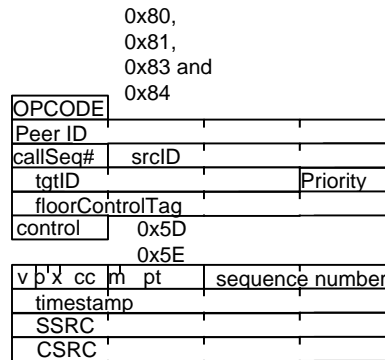 0x80,
0x81,
0x83 and
0x84
OPCODE
Peer ID
callSeq# srcID
tgtID Priority
floorControlTag
control 0x5D
0x5E
v p x cc m pt sequence number
timestamp
SSRC
CSRC